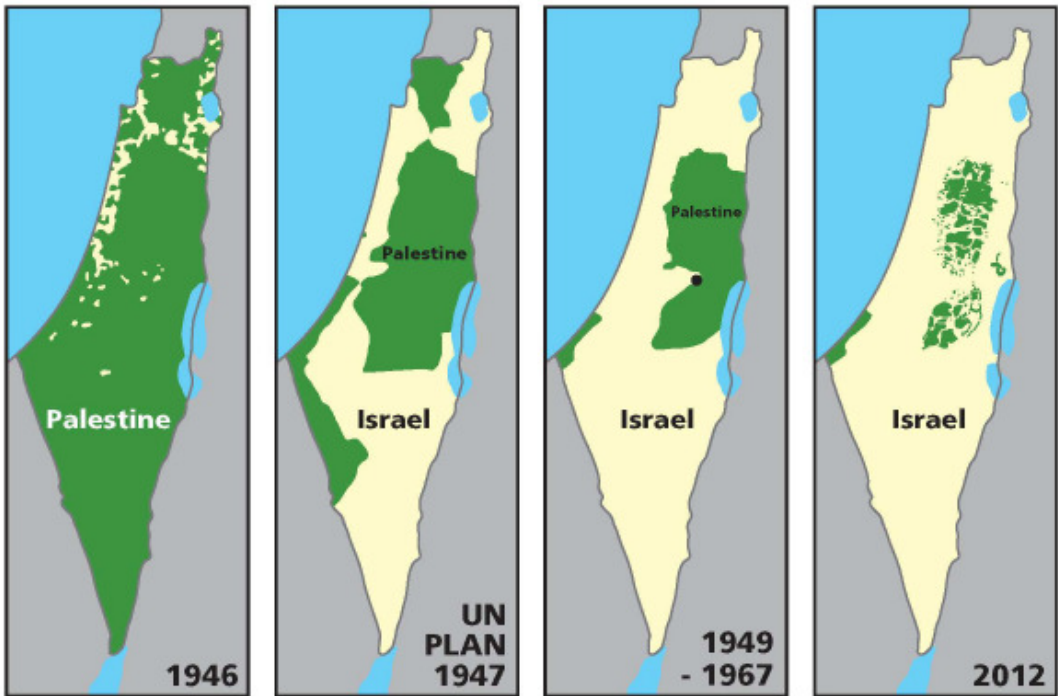 Palestine
1946
Palestine
Israel
UN
PLAN
1947
Palestine
Israel
1949
- 1967
Israel
2012